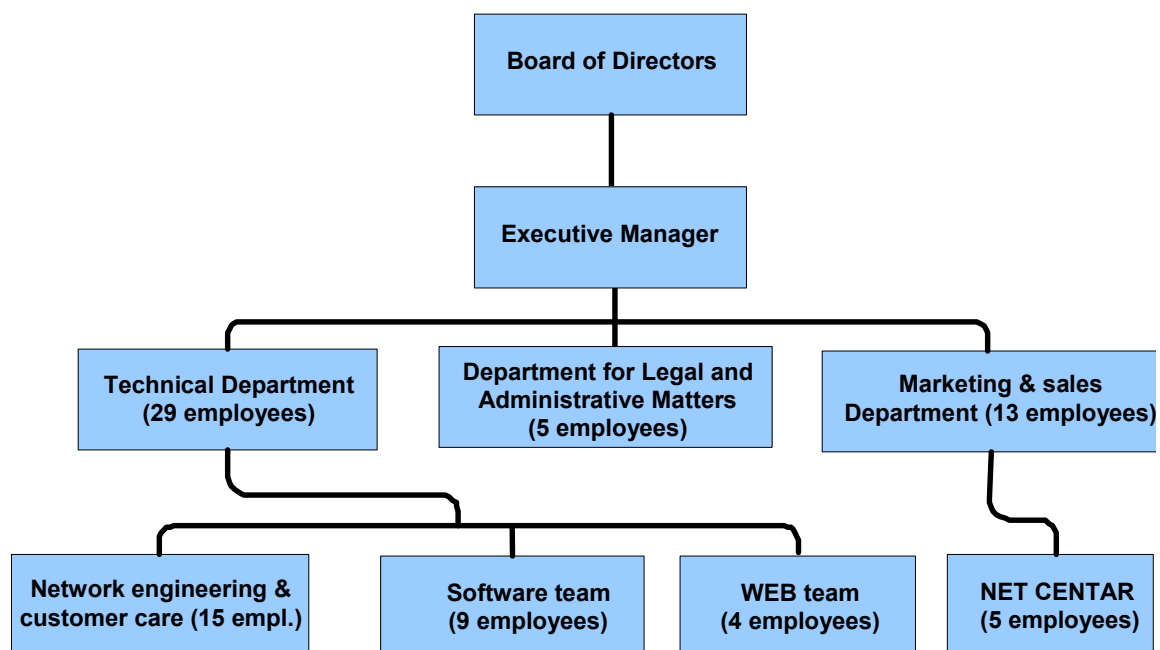 Board of Directors
Executive Manager
Technical Department
(29 employees)
Department for Legal and
Administrative Matters
(5 employees)
Marketing & sales
Department (13 employees)
Network engineering &
customer care (15 empl.)
Software team
(9 employees)
WEB team
(4 employees)
NET CENTAR
(5 employees)